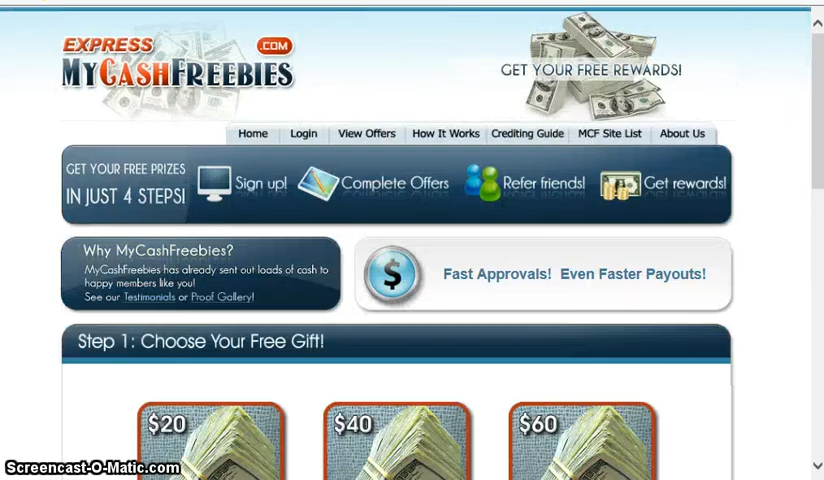 EXPRESS
.COM
MYCASHFREEBIES
GET YOUR FREE REWARDS!
Home Login View Offers How It Works Crediting Guide MCF Site List About Us
GET YOUR FREE PRIZES
IN JUST 4 STEPS!
Sign up! Complete Offers Refer friends! Get rewards!
Why MyCashFreebies?
MyCashFreebies has already sent out loads of cash to
happy members like you!
See our Testimonials or Proof Gallery!
$
Fast Approvals! Even Faster Payouts!
Step 1: Choose Your Free Gift!
$20 $40 $60
Screencast-O-Matic.com